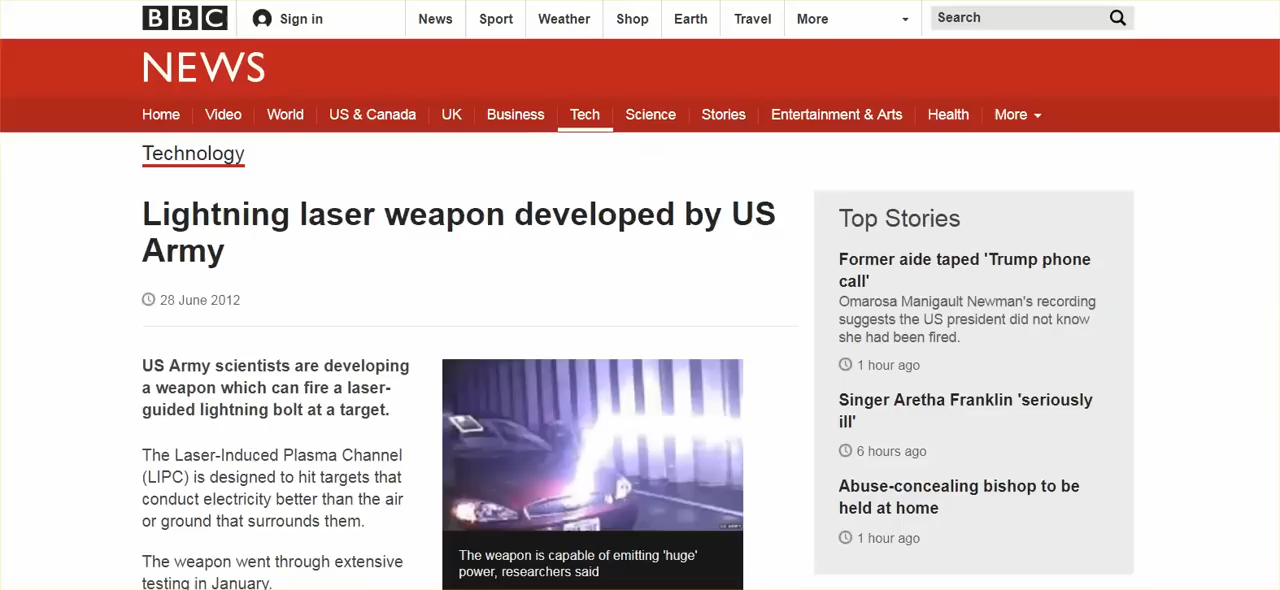 BBC Sign in News Sport Weather Shop Earth Travel More Search
NEWS
Home Video World US & Canada UK Business Tech Science Stories Entertainment & Arts Health More
Technology
Lightning laser weapon developed by US
Army
28 June 2012
US Army scientists are developing
a weapon which can fire a laser-
guided lightning bolt at a target.
The Laser-Induced Plasma Channel
(LIPC) is designed to hit targets that
conduct electricity better than the air
or ground that surrounds them.
The weapon went through extensive
testing in January.
US ARMY
The weapon is capable of emitting 'huge'
power, researchers said
Top Stories
Former aide taped 'Trump phone
call'
Omarosa Manigault Newman's recording
suggests the US president did not know
she had been fired.
1 hour ago
Singer Aretha Franklin 'seriously
ill'
6 hours ago
Abuse-concealing bishop to be
held at home
1 hour ago